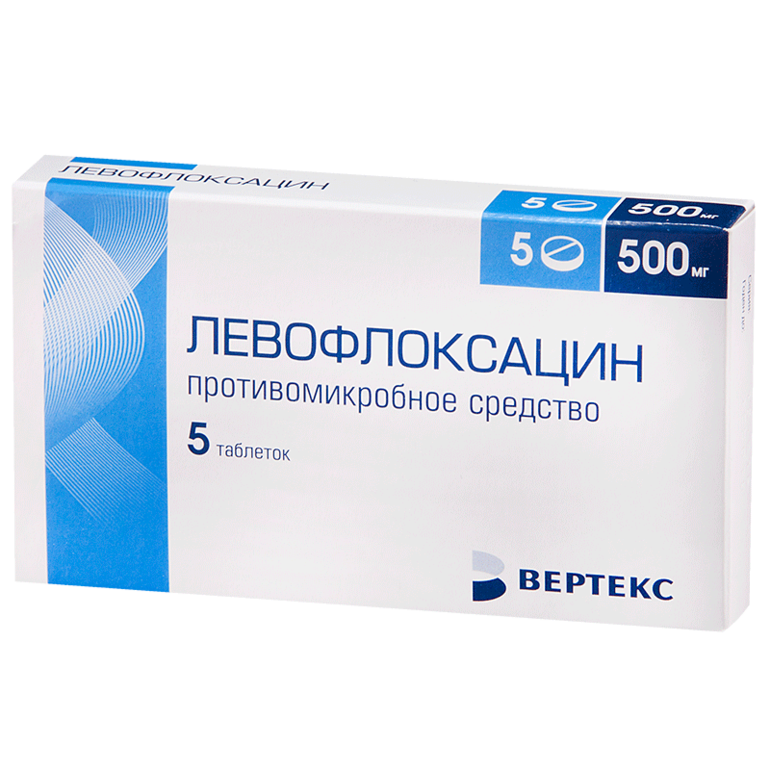 ЛЕВОФЛОКСАЦИН
5 500 мг
5 500 мг
ЛЕВОФЛОКСАЦИН
противомикробное средство
5 таблеток
ВЕРТЕКС